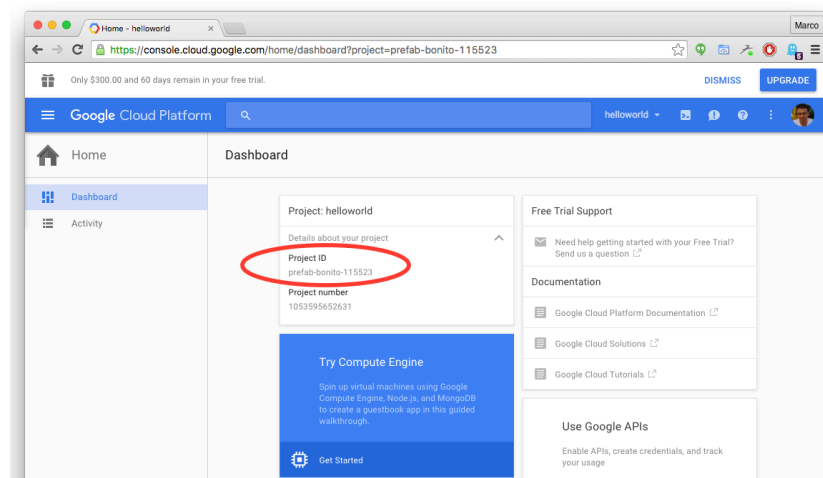 Home - helloworld
Marco
https://console.cloud.google.com/home/dashboard?project=prefab-bonito-115523
Only $300.00 and 60 days remain in your free trial.
DISMISS
UPGRADE
Google Cloud Platform
helloworld
Home
Dashboard
Dashboard
Activity
Project: helloworld
Details about your project
Project ID
prefab-bonito-115523
Project number
1053595652631
Try Compute Engine
Spin up virtual machines using Google
Compute Engine, Node.js, and MongoDB
to create a guestbook app in this guided
walkthrough.
Get Started
Free Trial Support
Need help getting started with your Free Trial?
Send us a question
Documentation
Google Cloud Platform Documentation
Google Cloud Solutions
Google Cloud Tutorials
Use Google APIs
Enable APIs, create credentials, and track
your usage